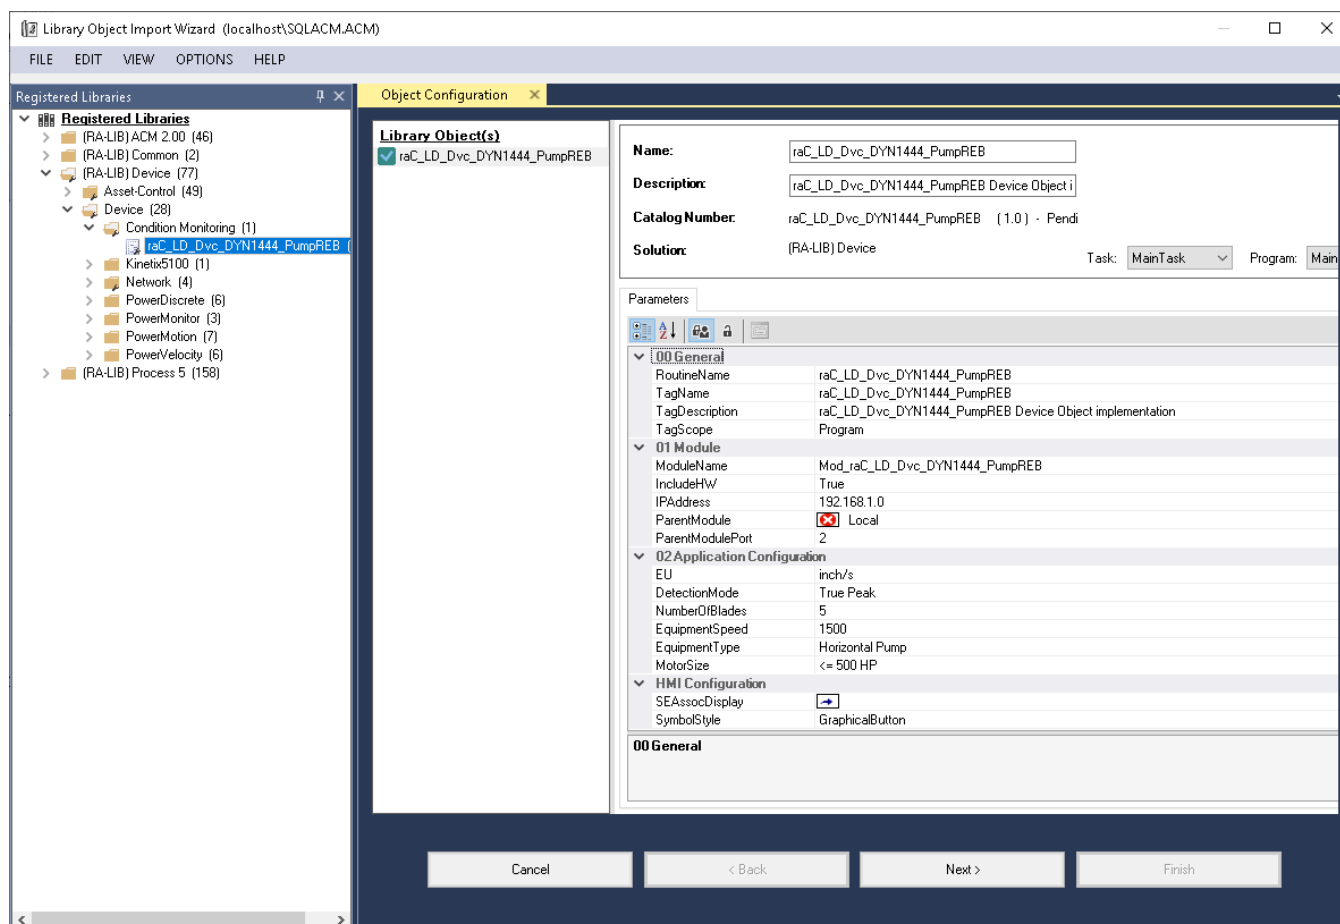 Library Object Import Wizard (localhost\SQLACM.ACM)
FILE EDIT VIEW OPTIONS HELP
Registered Libraries
Registered Libraries
(RA-LIB) ACM 2.00 (46)
(RA-LIB) Common (2)
(RA-LIB) Device (77)
Asset-Control (49)
Device (28)
Condition Monitoring (1)
raC_LD_Dvc_DYN1444_PumpREB (
Kinetix5100 (1)
Network (4)
PowerDiscrete (6)
PowerMonitor (3)
PowerMotion (7)
PowerVelocity (6)
(RA-LIB) Process 5 (158)
Object Configuration
Library Object(s)
raC_LD_Dvc_DYN1444_PumpREB
Name: raC_LD_Dvc_DYN1444_PumpREB
Description: raC_LD_Dvc_DYN1444_PumpREB Device Object i
Catalog Number: raC_LD_Dvc_DYN1444_PumpREB (1.0) - Pendi
Solution: (RA-LIB) Device
Task: MainTask Program: Main
Parameters
00 General
RoutineName raC_LD_Dvc_DYN1444_PumpREB
TagName raC_LD_Dvc_DYN1444_PumpREB
TagDescription raC_LD_Dvc_DYN1444_PumpREB Device Object implementation
TagScope Program
01 Module
ModuleName Mod_raC_LD_Dvc_DYN1444_PumpREB
IncludeHW True
IPAddress 192.168.1.0
ParentModule Local
ParentModulePort 2
02 Application Configuration
EU inch/s
DetectionMode True Peak
NumberOfBlades 5
EquipmentSpeed 1500
EquipmentType Horizontal Pump
MotorSize <= 500 HP
HMI Configuration
SEAssocDisplay
SymbolStyle GraphicalButton
00 General
Cancel < Back Next > Finish